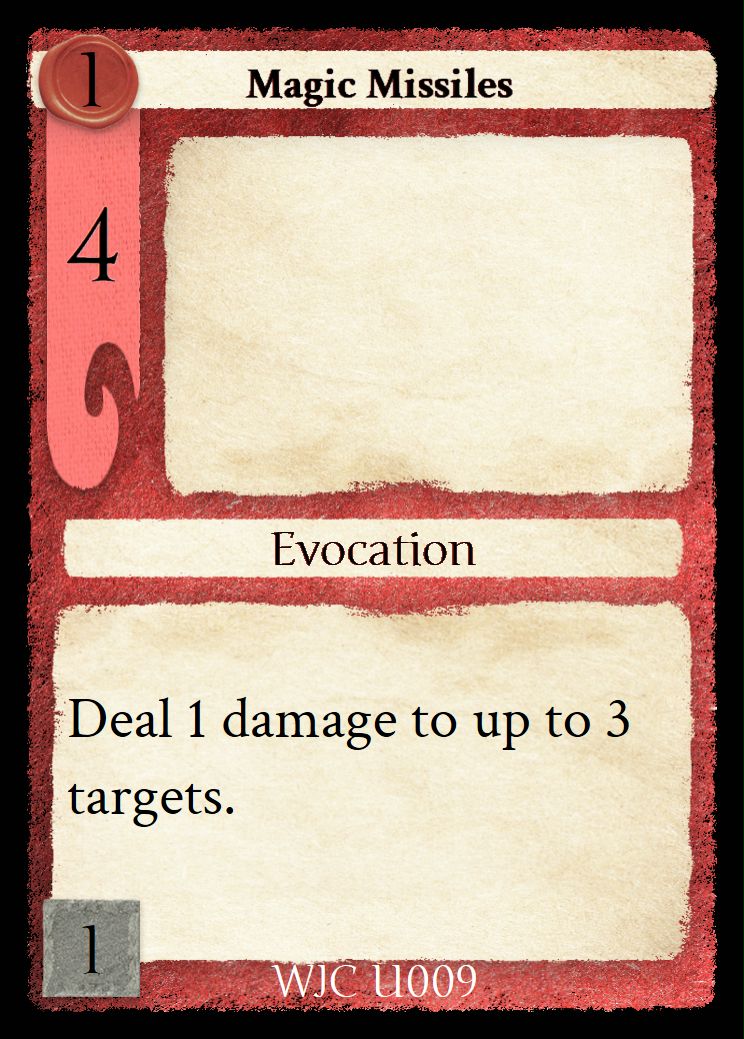 1
Magic Missiles
4
Evocation
Deal 1 damage to up to 3
targets.
1
WJC U009